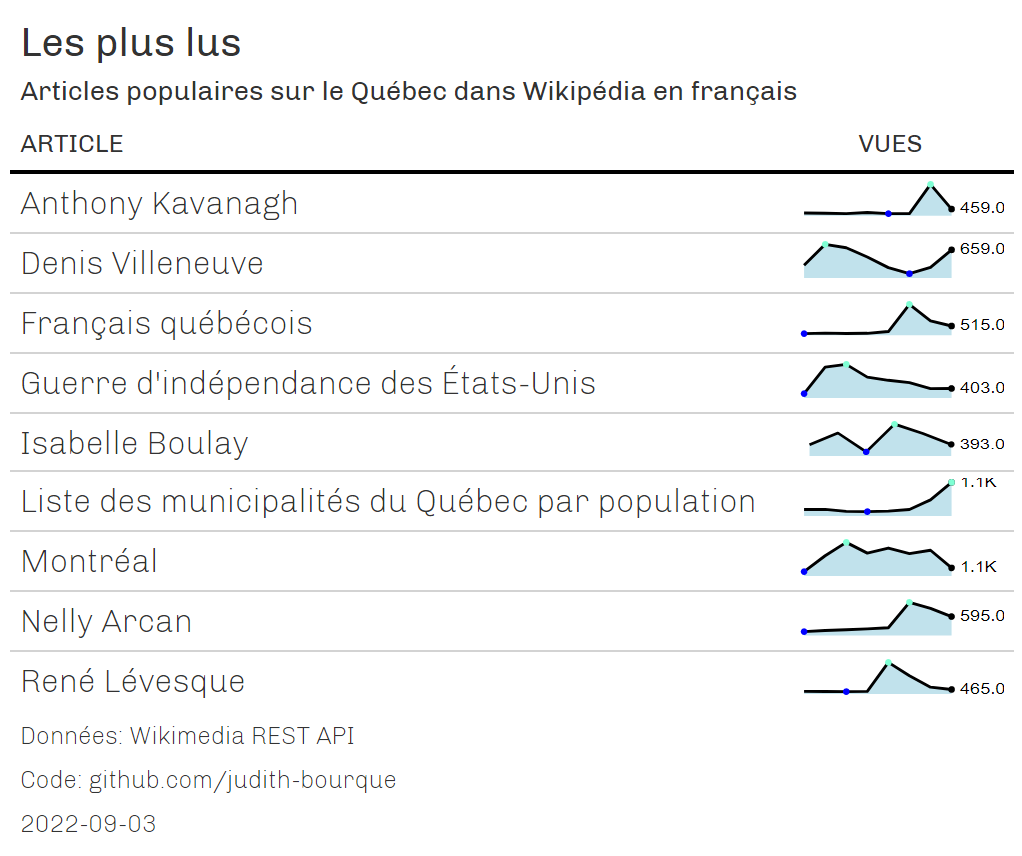 Les plus lus
Articles populaires sur le Québec dans Wikipédia en français
ARTICLE VUES
Anthony Kavanagh 459.0
Denis Villeneuve 659.0
Français québécois 515.0
Guerre d'indépendance des États-Unis 403.0
Isabelle Boulay 393.0
Liste des municipalités du Québec par population 1.1K
Montréal 1.1K
Nelly Arcan 595.0
René Lévesque 465.0
Données: Wikimedia REST API
Code: github.com/judith-bourque
2022-09-03